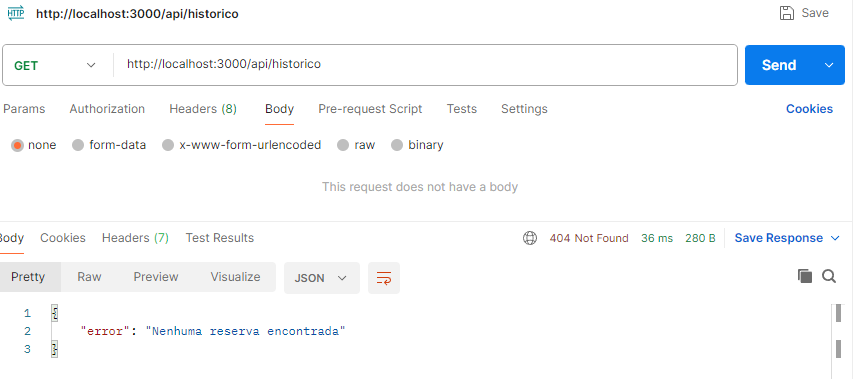 HTTP http://localhost:3000/api/historico Save
GET http://localhost:3000/api/historico Send
Params Authorization Headers (8) Body Pre-request Script Tests Settings Cookies
none form-data x-www-form-urlencoded raw binary
This request does not have a body
Body Cookies Headers (7) Test Results 404 Not Found 36 ms 280 B Save Response
Pretty Raw Preview Visualize JSON
1 {
2 "error": "Nenhuma reserva encontrada"
3 }